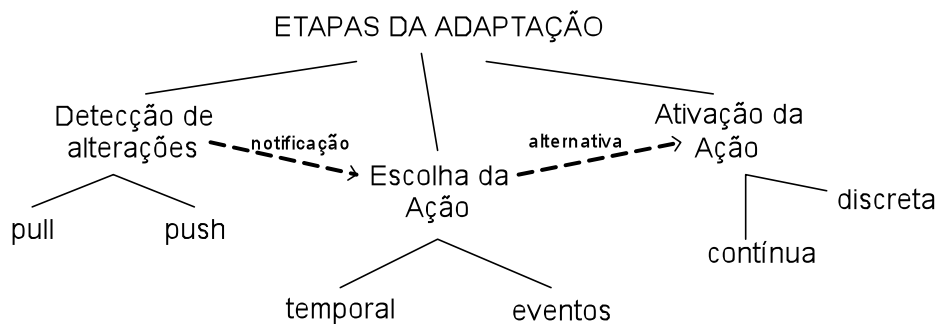 ETAPAS DA ADAPTAÇÃO
Detecção de
alterações
notificação
alternativa
Ativação da
Ação
Escolha da
Ação
pull
push
discreta
contínua
temporal
eventos